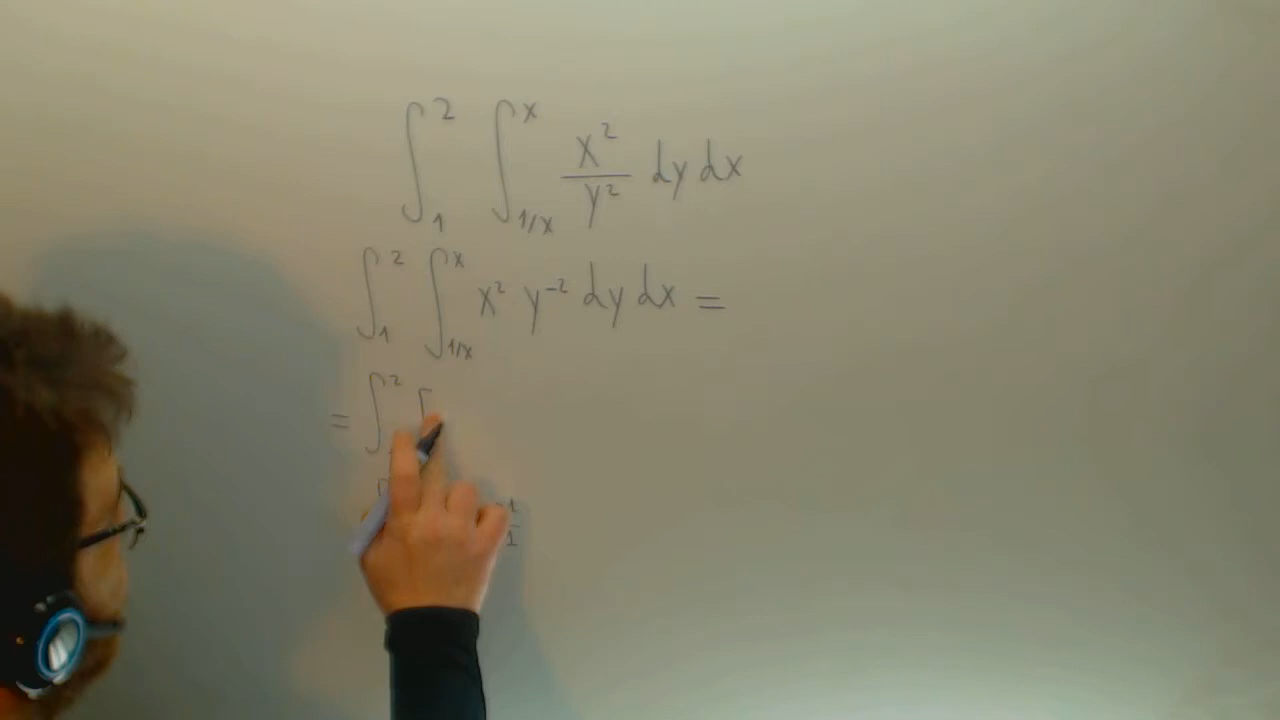 ∫₁² ∫_{1/x}^{x} x²/y² dy dx
∫₁² ∫_{1/x}^{x} x² y⁻² dy dx =
= ∫² [